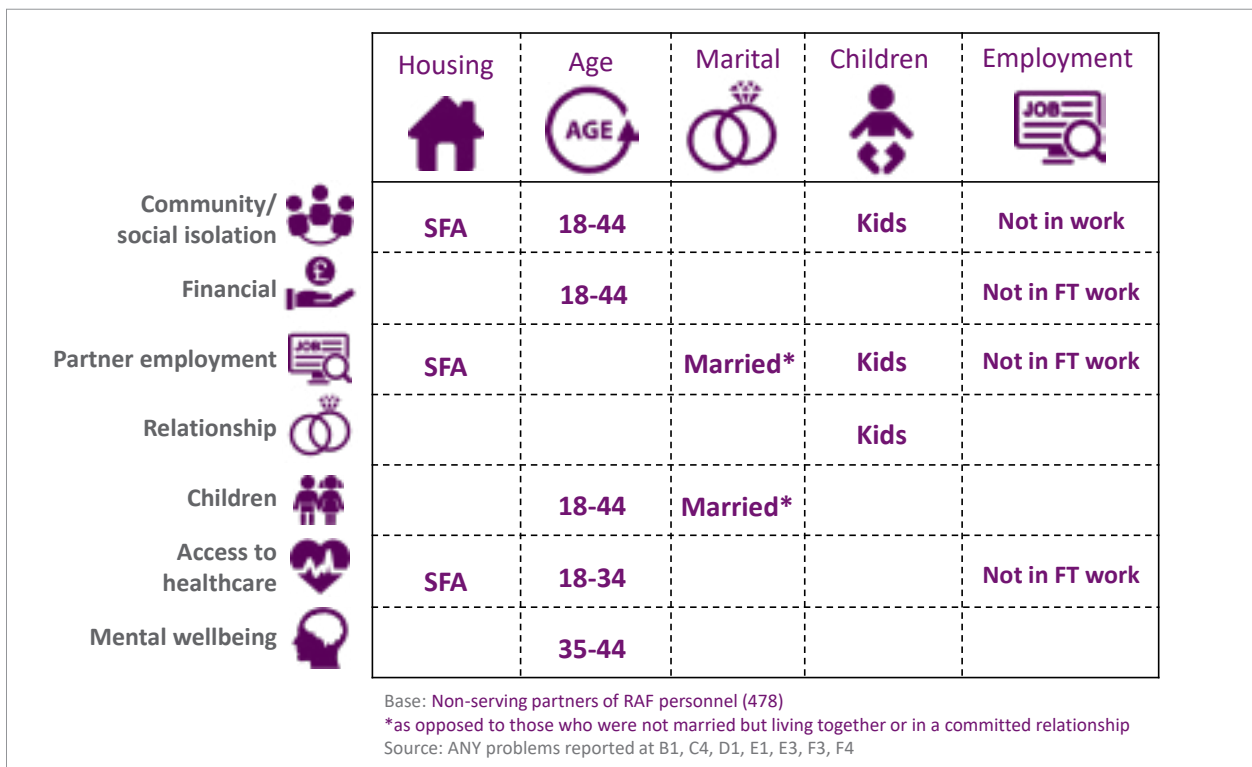 Housing Age Marital Children Employment
AGE
JOB
Community/
social isolation
SFA 18-44 Kids Not in work
£
Financial
18-44 Not in FT work
JOB
Partner employment
SFA Married* Kids Not in FT work
Relationship
Kids
Children
18-44 Married*
Access to
healthcare
SFA 18-34 Not in FT work
Mental wellbeing
35-44
Base: Non-serving partners of RAF personnel (478)
*as opposed to those who were not married but living together or in a committed relationship
Source: ANY problems reported at B1, C4, D1, E1, E3, F3, F4